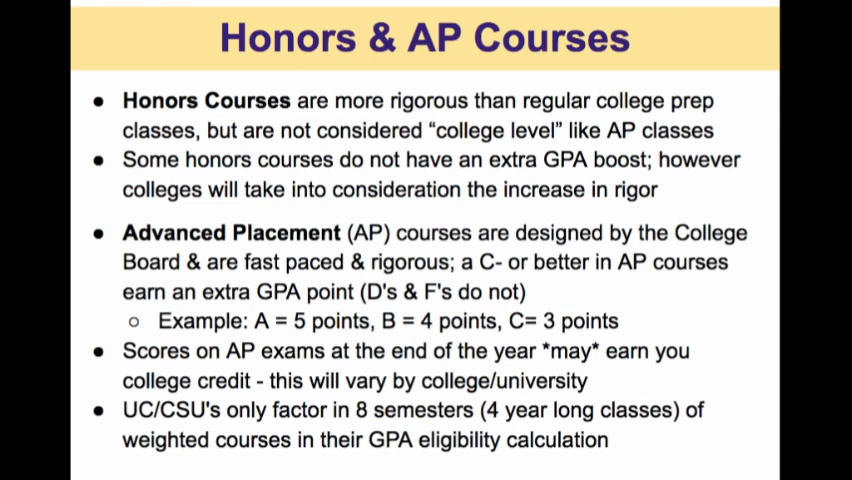 Honors & AP Courses
● Honors Courses are more rigorous than regular college prep
classes, but are not considered “college level” like AP classes
● Some honors courses do not have an extra GPA boost; however
colleges will take into consideration the increase in rigor
● Advanced Placement (AP) courses are designed by the College
Board & are fast paced & rigorous; a C- or better in AP courses
earn an extra GPA point (D's & F's do not)
○ Example: A = 5 points, B = 4 points, C= 3 points
● Scores on AP exams at the end of the year *may* earn you
college credit - this will vary by college/university
● UC/CSU's only factor in 8 semesters (4 year long classes) of
weighted courses in their GPA eligibility calculation